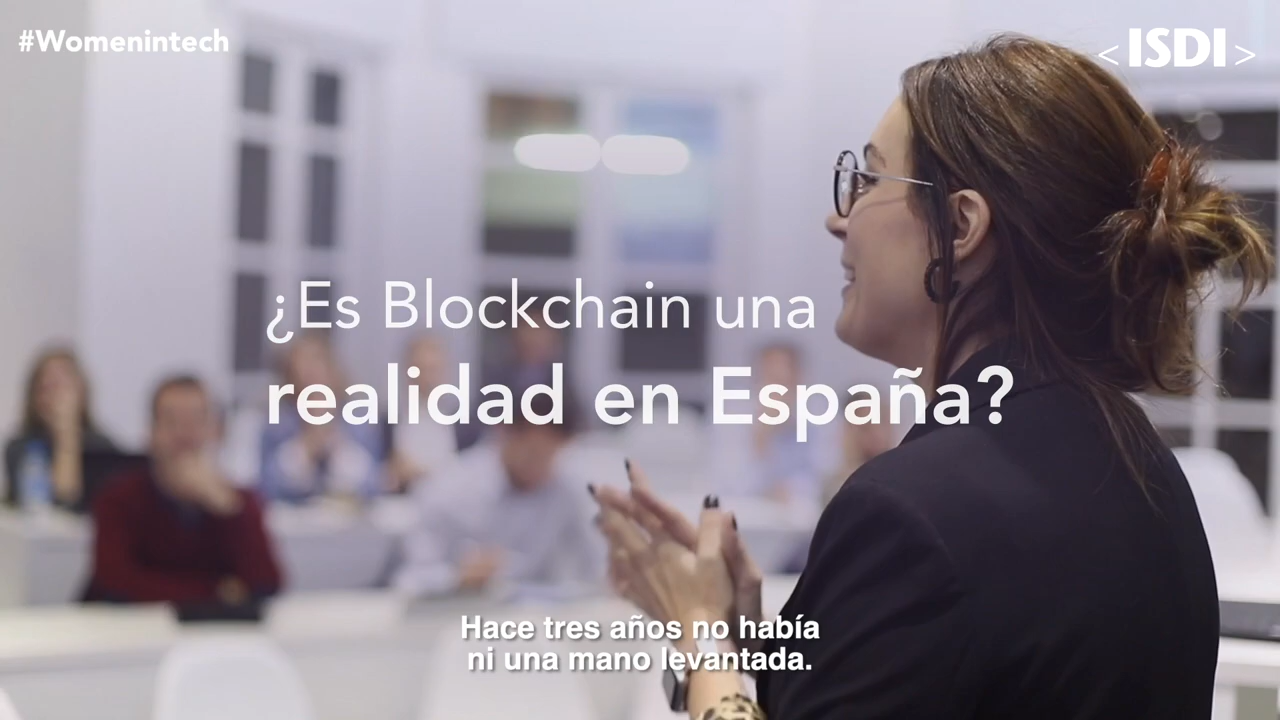 #Womenintech
<ISDI>
¿Es Blockchain una
realidad en España?
Hace tres años no había
ni una mano levantada.